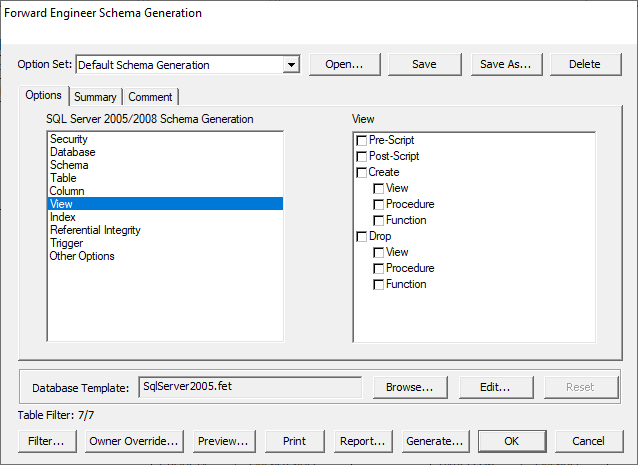 Forward Engineer Schema Generation
Option Set: Default Schema Generation Open... Save Save As... Delete
Options Summary Comment
SQL Server 2005/2008 Schema Generation View
Security
Database
Schema
Table
Column
View
Index
Referential Integrity
Trigger
Other Options
Pre-Script
Post-Script
Create
View
Procedure
Function
Drop
View
Procedure
Function
Database Template: SqlServer2005.fet Browse... Edit... Reset
Table Filter: 7/7
Filter... Owner Override... Preview... Print Report... Generate... OK Cancel